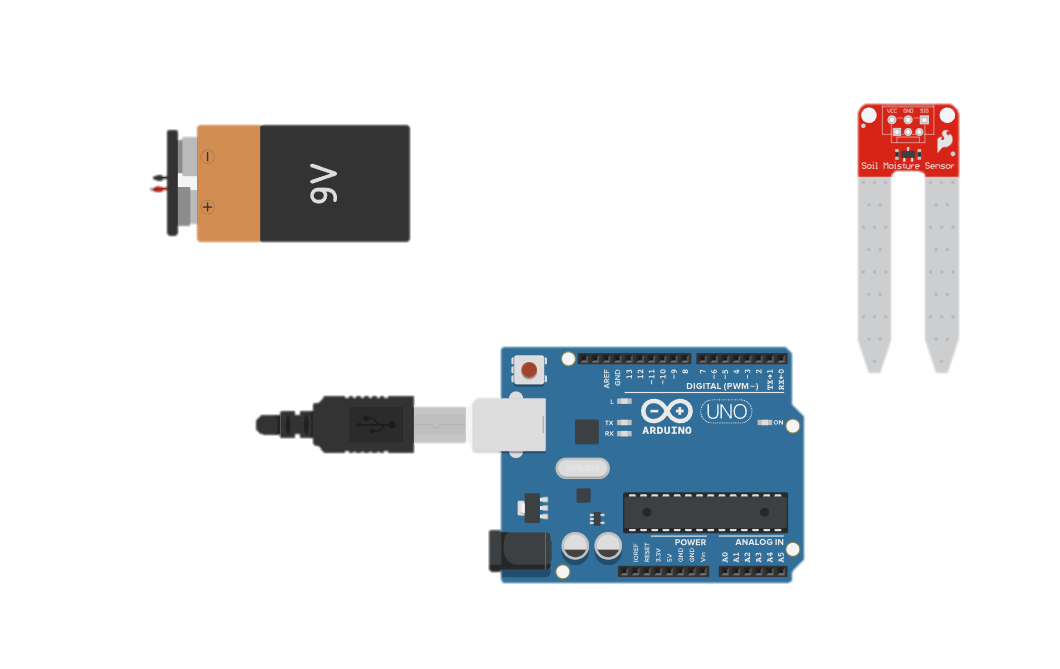 VCC GND SIG
Soil Moisture Sensor
9V
AREF
GND
13
12
~11
~10
~9
8
7
~6
~5
4
~3
2
TX→1
RX←0
DIGITAL (PWM~)
L
TX
RX
ARDUINO
UNO
ON
POWER
ANALOG IN
IOREF
RESET
3.3V
5V
GND
GND
Vin
A0
A1
A2
A3
A4
A5